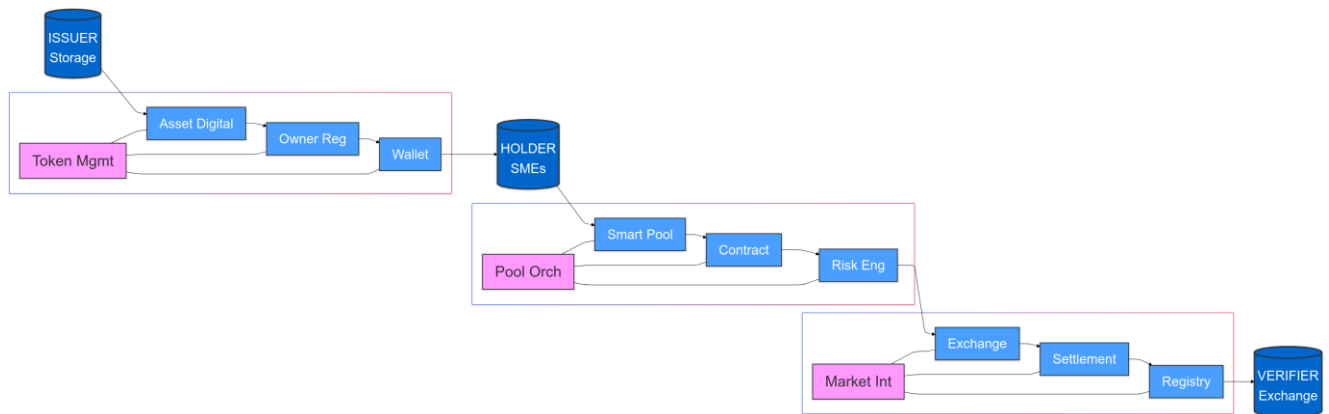 ISSUER
Storage
Asset Digital
Owner Reg
Token Mgmt
Wallet
HOLDER
SMEs
Smart Pool
Contract
Pool Orch
Risk Eng
Exchange
Settlement
Market Int
Registry
VERIFIER
Exchange